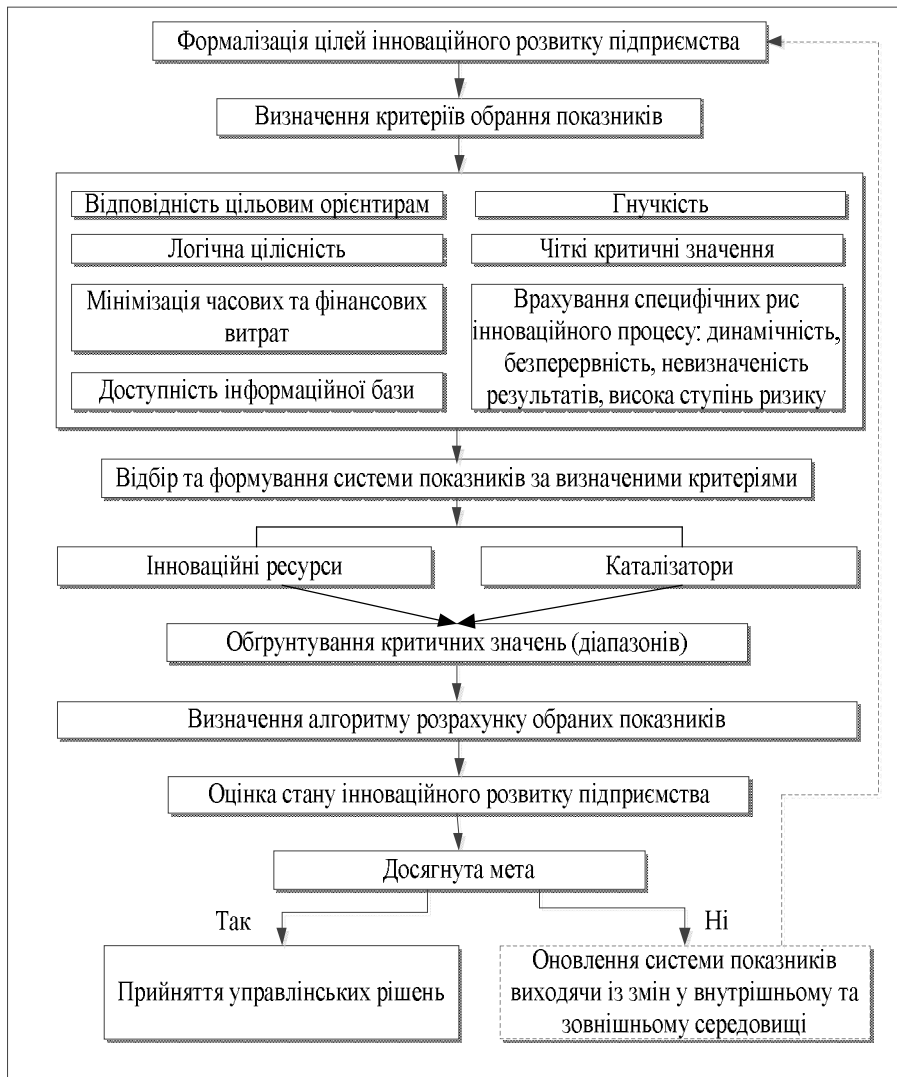 Формалізація цілей інноваційного розвитку підприємства
Визначення критеріїв обрання показників
Відповідність цільовим орієнтирам
Гнучкість
Логічна цілісність
Чіткі критичні значення
Мінімізація часових та фінансових
витрат
Врахування специфічних рис
інноваційного процесу: динамічність,
безперервність, невизначеність
результатів, висока ступінь ризику
Доступність інформаційної бази
Відбір та формування системи показників за визначеними критеріями
Інноваційні ресурси
Каталізатори
Обґрунтування критичних значень (діапазонів)
Визначення алгоритму розрахунку обраних показників
Оцінка стану інноваційного розвитку підприємства
Досягнута мета
Так
Ні
Прийняття управлінських рішень
Оновлення системи показників
виходячи із змін у внутрішньому та
зовнішньому середовищі